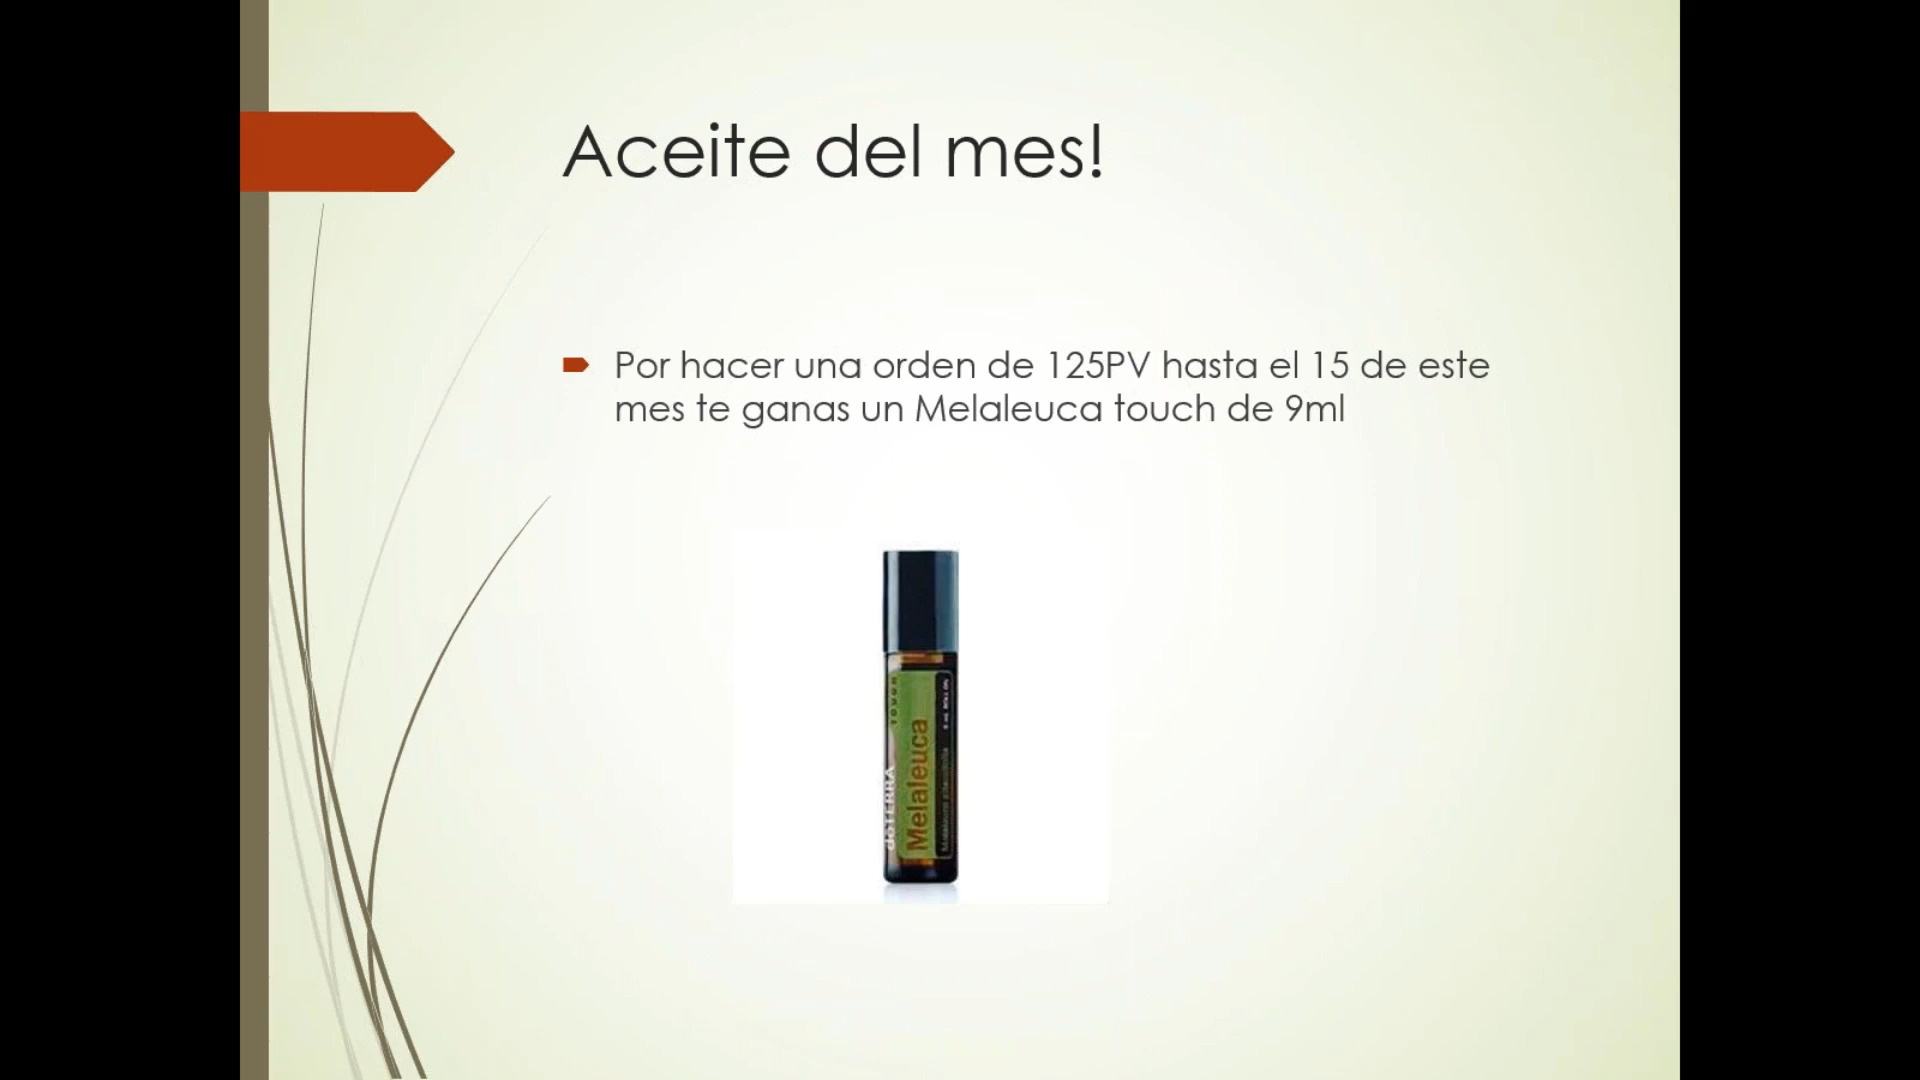 Aceite del mes!
Por hacer una orden de 125PV hasta el 15 de este
mes te ganas un Melaleuca touch de 9ml
dōTERRA
Melaleuca
TOUCH